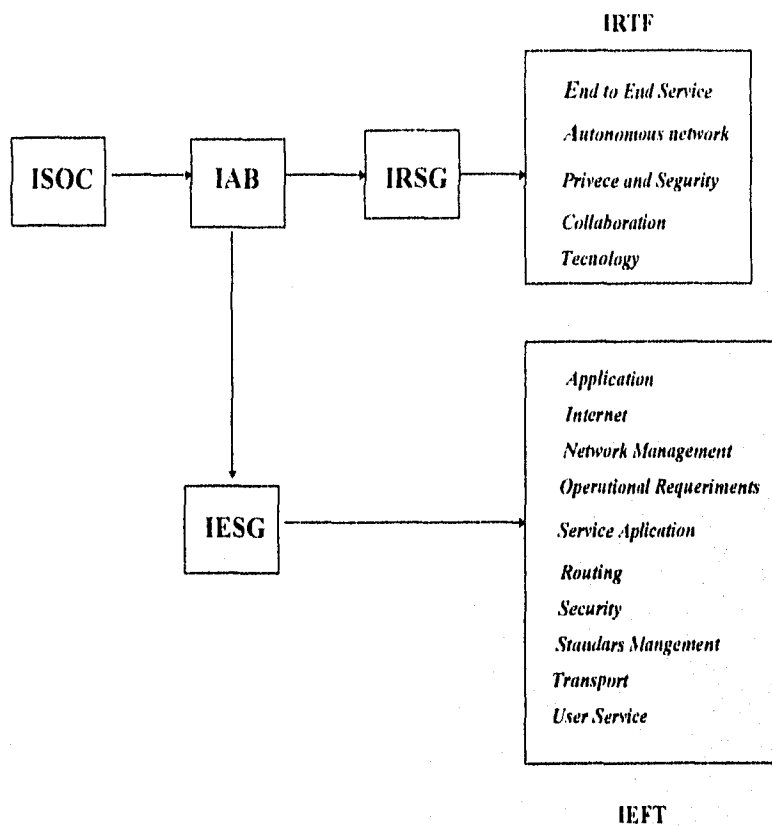 IRTF
End to End Service
Autonomous network
ISOC
IAB
IRSG
Privece and Segurity
Collaboration
Tecnology
Application
Internet
Network Management
Operutional Requeriments
IESG
Service Aplication
Routing
Security
Standars Mangement
Transport
User Service
IEFT